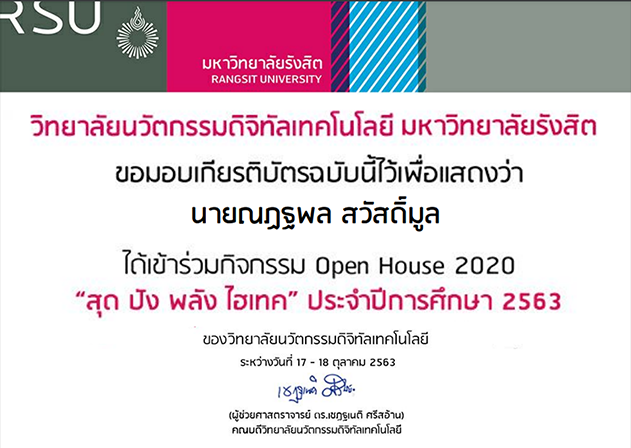 RSU
มหาวิทยาลัยรังสิต
RANGSIT UNIVERSITY
วิทยาลัยนวัตกรรมดิจิทัลเทคโนโลยี มหาวิทยาลัยรังสิต
ขอมอบเกียรติบัตรฉบับนี้ไว้เพื่อแสดงว่า
นายณฏฐพล สวัสดิ์มูล
ได้เข้าร่วมกิจกรรม Open House 2020
“สุด ปัง พลัง ไฮเทค” ประจำปีการศึกษา 2563
ของวิทยาลัยนวัตกรรมดิจิทัลเทคโนโลยี
ระหว่างวันที่ 17 - 18 ตุลาคม 2563
(ผู้ช่วยศาสตราจารย์ ดร.เชฏฐเนติ ศรีสอ้าน)
คณบดีวิทยาลัยนวัตกรรมดิจิทัลเทคโนโลยี